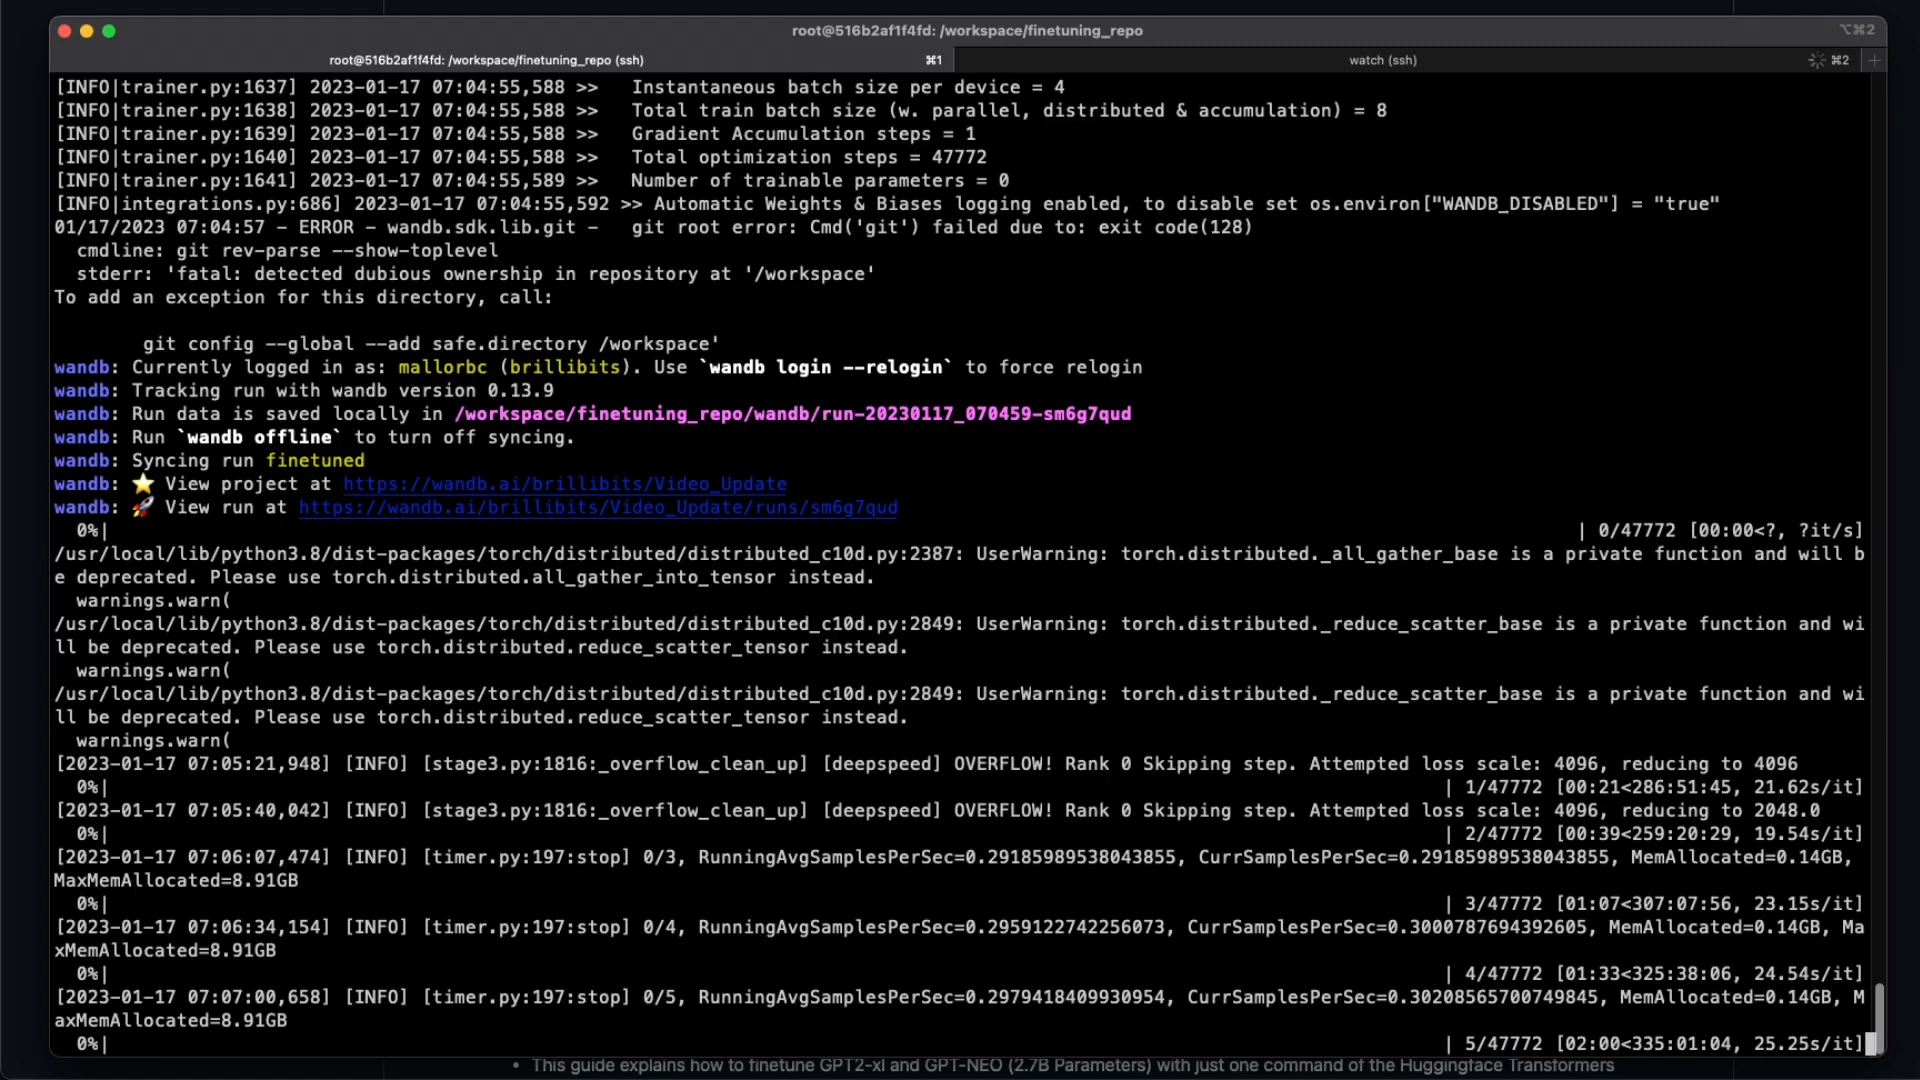 root@516b2af1f4fd: /workspace/finetuning_repo
⌥⌘2
root@516b2af1f4fd: /workspace/finetuning_repo (ssh)
⌘1
watch (ssh)
⌘2
+
[INFO|trainer.py:1637] 2023-01-17 07:04:55,588 >>   Instantaneous batch size per device = 4
[INFO|trainer.py:1638] 2023-01-17 07:04:55,588 >>   Total train batch size (w. parallel, distributed & accumulation) = 8
[INFO|trainer.py:1639] 2023-01-17 07:04:55,588 >>   Gradient Accumulation steps = 1
[INFO|trainer.py:1640] 2023-01-17 07:04:55,588 >>   Total optimization steps = 47772
[INFO|trainer.py:1641] 2023-01-17 07:04:55,589 >>   Number of trainable parameters = 0
[INFO|integrations.py:686] 2023-01-17 07:04:55,592 >> Automatic Weights & Biases logging enabled, to disable set os.environ["WANDB_DISABLED"] = "true"
01/17/2023 07:04:57 - ERROR - wandb.sdk.lib.git -   git root error: Cmd('git') failed due to: exit code(128)
  cmdline: git rev-parse --show-toplevel
  stderr: 'fatal: detected dubious ownership in repository at '/workspace'
To add an exception for this directory, call:
        git config --global --add safe.directory /workspace'
wandb: Currently logged in as: mallorbc (brillibits). Use `wandb login --relogin` to force relogin
wandb: Tracking run with wandb version 0.13.9
wandb: Run data is saved locally in /workspace/finetuning_repo/wandb/run-20230117_070459-sm6g7qud
wandb: Run `wandb offline` to turn off syncing.
wandb: Syncing run finetuned
wandb: ⭐ View project at https://wandb.ai/brillibits/Video_Update
wandb: 🚀 View run at https://wandb.ai/brillibits/Video_Update/runs/sm6g7qud
  0%|                                                    | 0/47772 [00:00<?, ?it/s]
/usr/local/lib/python3.8/dist-packages/torch/distributed/distributed_c10d.py:2387: UserWarning: torch.distributed._all_gather_base is a private function and will b
e deprecated. Please use torch.distributed.all_gather_into_tensor instead.
  warnings.warn(
/usr/local/lib/python3.8/dist-packages/torch/distributed/distributed_c10d.py:2849: UserWarning: torch.distributed._reduce_scatter_base is a private function and wi
ll be deprecated. Please use torch.distributed.reduce_scatter_tensor instead.
  warnings.warn(
/usr/local/lib/python3.8/dist-packages/torch/distributed/distributed_c10d.py:2849: UserWarning: torch.distributed._reduce_scatter_base is a private function and wi
ll be deprecated. Please use torch.distributed.reduce_scatter_tensor instead.
  warnings.warn(
[2023-01-17 07:05:21,948] [INFO] [stage3.py:1816:_overflow_clean_up] [deepspeed] OVERFLOW! Rank 0 Skipping step. Attempted loss scale: 4096, reducing to 4096
  0%|                                                    | 1/47772 [00:21<286:51:45, 21.62s/it]
[2023-01-17 07:05:40,042] [INFO] [stage3.py:1816:_overflow_clean_up] [deepspeed] OVERFLOW! Rank 0 Skipping step. Attempted loss scale: 4096, reducing to 2048.0
  0%|                                                    | 2/47772 [00:39<259:20:29, 19.54s/it]
[2023-01-17 07:06:07,474] [INFO] [timer.py:197:stop] 0/3, RunningAvgSamplesPerSec=0.29185989538043855, CurrSamplesPerSec=0.29185989538043855, MemAllocated=0.14GB,
MaxMemAllocated=8.91GB
  0%|                                                    | 3/47772 [01:07<307:07:56, 23.15s/it]
[2023-01-17 07:06:34,154] [INFO] [timer.py:197:stop] 0/4, RunningAvgSamplesPerSec=0.2959122742256073, CurrSamplesPerSec=0.3000787694392605, MemAllocated=0.14GB, Ma
xMemAllocated=8.91GB
  0%|                                                    | 4/47772 [01:33<325:38:06, 24.54s/it]
[2023-01-17 07:07:00,658] [INFO] [timer.py:197:stop] 0/5, RunningAvgSamplesPerSec=0.2979418409930954, CurrSamplesPerSec=0.30208565700749845, MemAllocated=0.14GB, M
axMemAllocated=8.91GB
  0%|                                                    | 5/47772 [02:00<335:01:04, 25.25s/it]
• This guide explains how to finetune GPT2-xl and GPT-NEO (2.7B Parameters) with just one command of the Huggingface Transformers